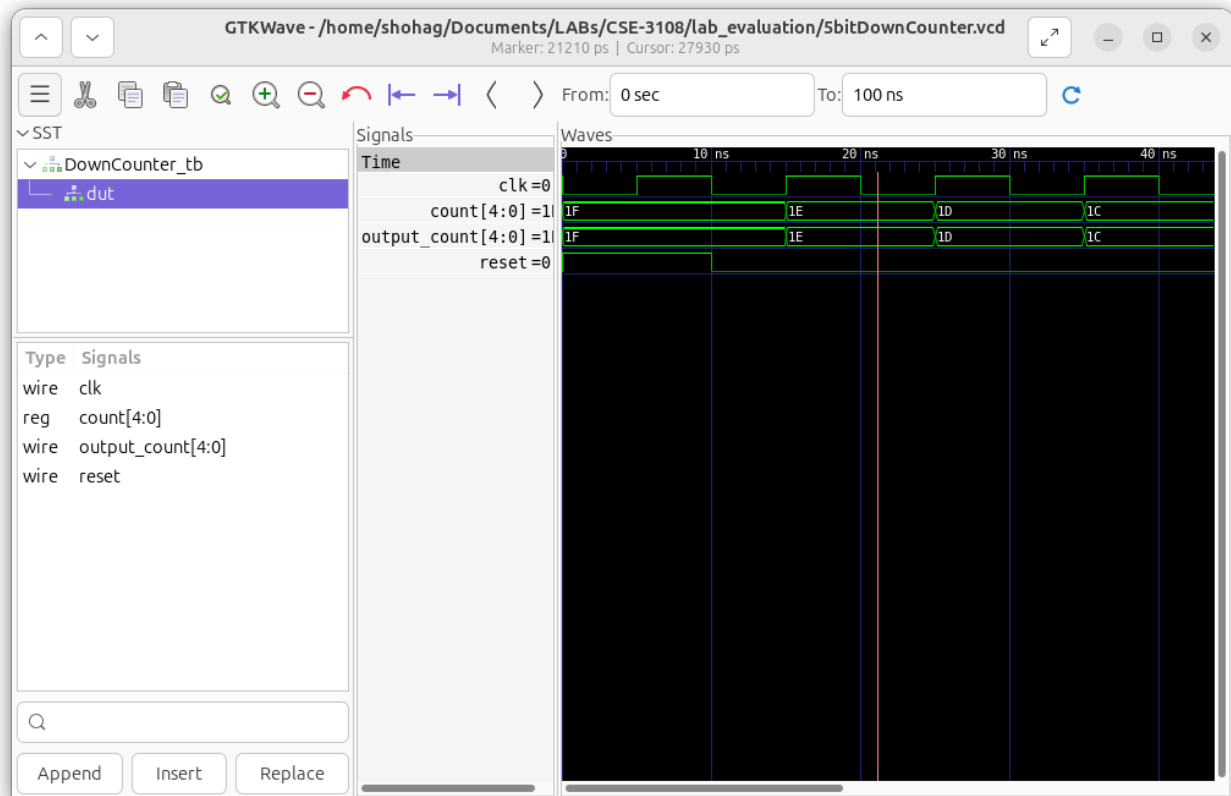 GTKWave - /home/shohag/Documents/LABs/CSE-3108/lab_evaluation/5bitDownCounter.vcd
Marker: 21210 ps | Cursor: 27930 ps
From: 0 sec To: 100 ns
SST
DownCounter_tb
dut
Type Signals
wire clk
reg count[4:0]
wire output_count[4:0]
wire reset
Append Insert Replace
Signals
Time
clk=0
count[4:0]=1
output_count[4:0]=1
reset=0
Waves
0 10 ns 20 ns 30 ns 40 ns
1F 1E 1D 1C
1F 1E 1D 1C